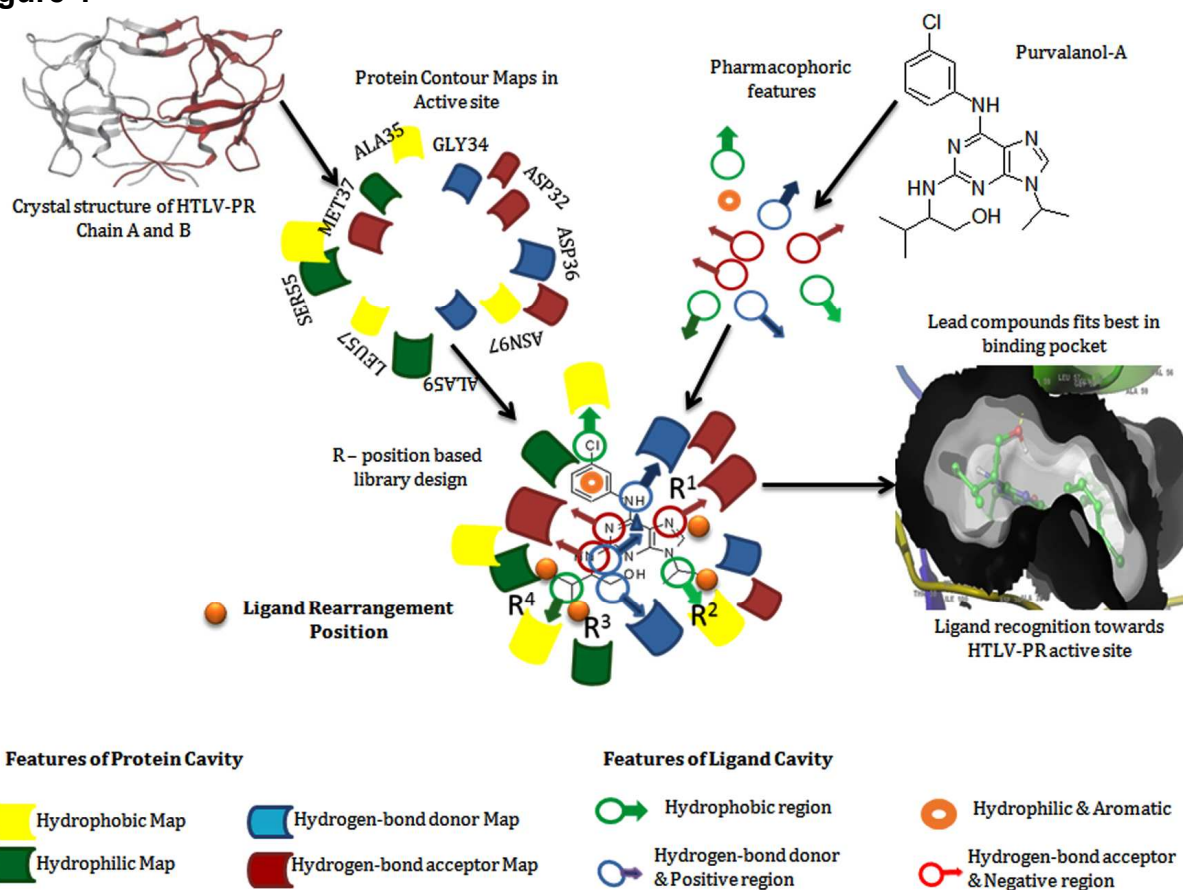 Cl
Purvalanol-A
Pharmacophoric
features
Protein Contour Maps in
Active site
NH
N
N
N
N
N
HN
OH
ALA35
GLY34
ASP32
MET37
ASP36
SER55
ASN97
LEU57
ALA59
Crystal structure of HTLV-PR
Chain A and B
Lead compounds fits best in
binding pocket
R – position based
library design
Cl
NH
R1
N
N
N
N
OH
R4
R3
R2
Ligand Rearrangement
Position
Ligand recognition towards
HTLV-PR active site
Features of Protein Cavity
Hydrophobic Map
Hydrogen-bond donor Map
Hydrophilic Map
Hydrogen-bond acceptor Map
Features of Ligand Cavity
Hydrophobic region
Hydrophilic & Aromatic
Hydrogen-bond donor
& Positive region
Hydrogen-bond acceptor
& Negative region